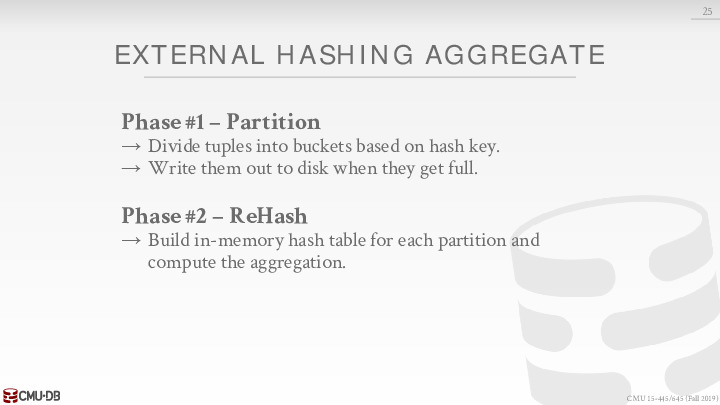 25
EXTERNAL HASHING AGGREGATE
Phase #1 – Partition
→ Divide tuples into buckets based on hash key.
→ Write them out to disk when they get full.
Phase #2 – ReHash
→ Build in-memory hash table for each partition and
compute the aggregation.
CMU·DB
CMU 15-445/645 (Fall 2019)